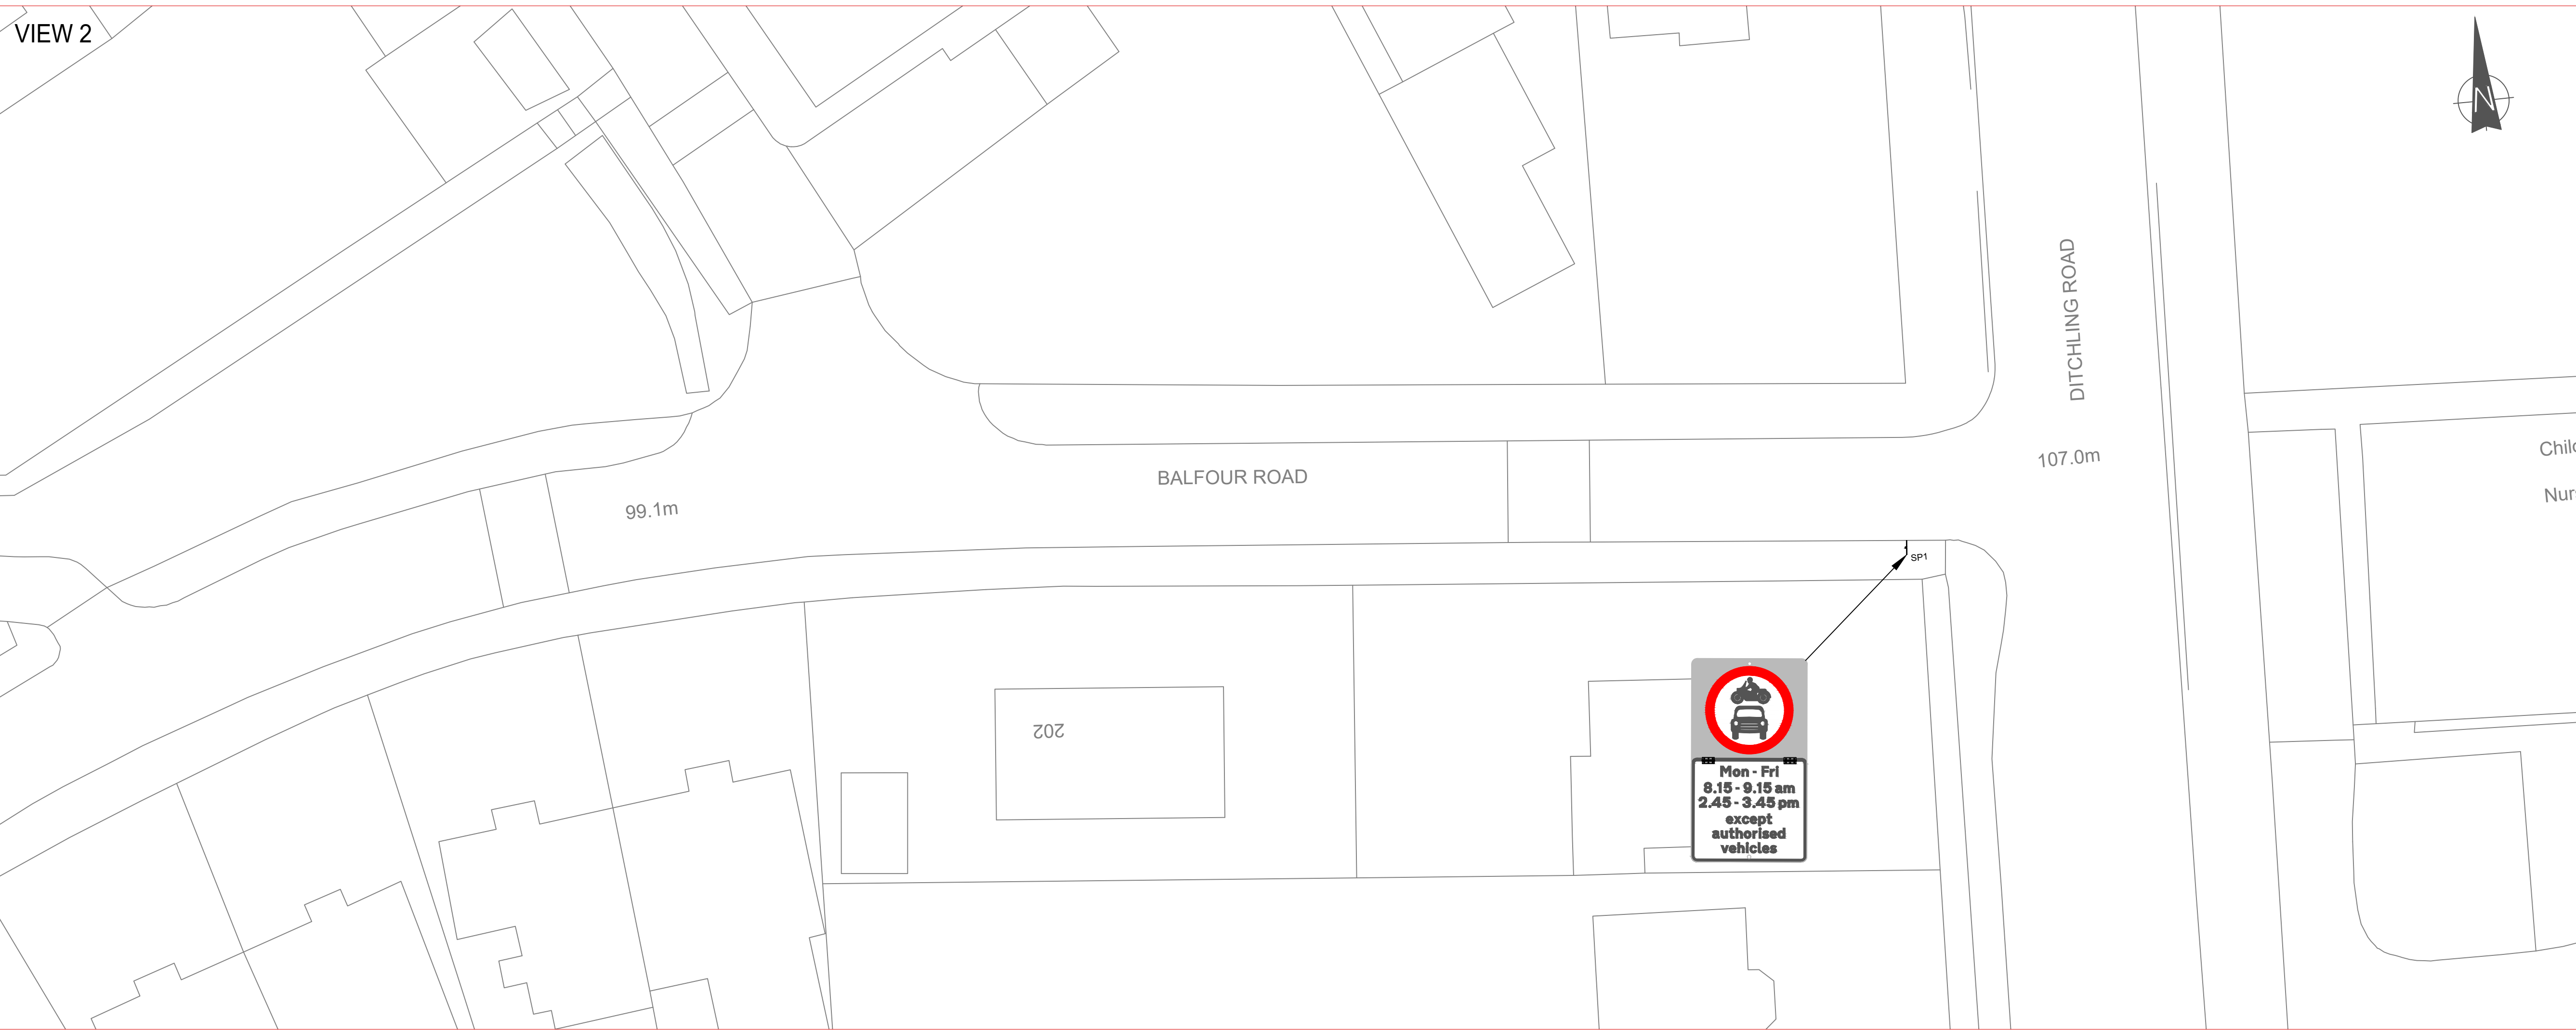 VIEW 2
N
DITCHLING ROAD
107.0m
BALFOUR ROAD
99.1m
SP1
202
Mon - Fri
8.15 - 9.15 am
2.45 - 3.45 pm
except
authorised
vehicles